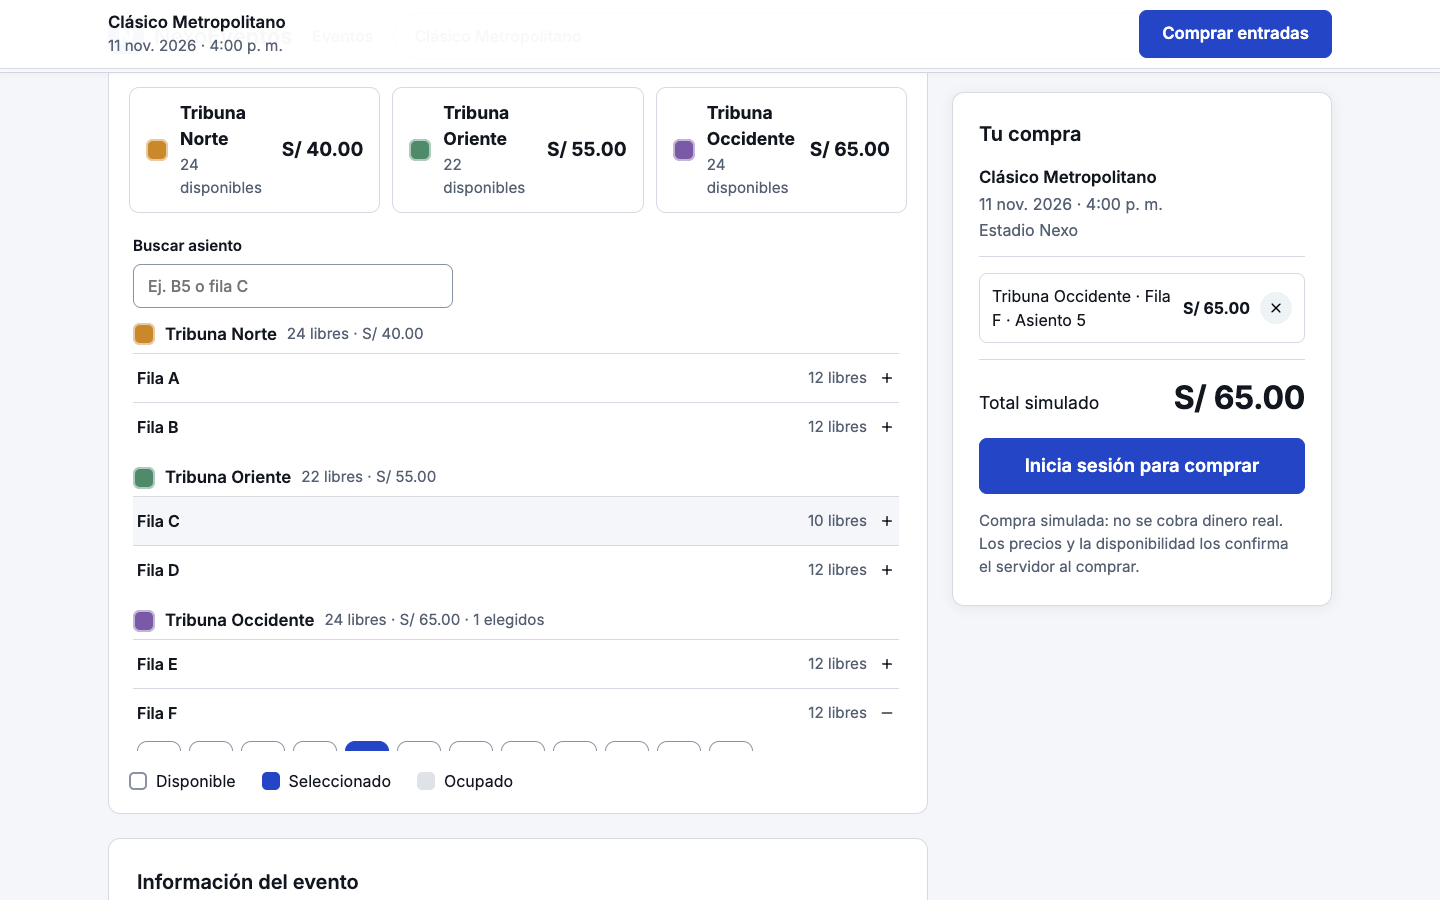 Clásico Metropolitano
11 nov. 2026 · 4:00 p. m.
Eventos
Clásico Metropolitano
Comprar entradas
Tribuna Norte
24 disponibles
S/ 40.00
Tribuna Oriente
22 disponibles
S/ 55.00
Tribuna Occidente
24 disponibles
S/ 65.00
Buscar asiento
Ej. B5 o fila C
Tribuna Norte 24 libres · S/ 40.00
Fila A 12 libres +
Fila B 12 libres +
Tribuna Oriente 22 libres · S/ 55.00
Fila C 10 libres +
Fila D 12 libres +
Tribuna Occidente 24 libres · S/ 65.00 · 1 elegidos
Fila E 12 libres +
Fila F 12 libres −
Disponible Seleccionado Ocupado
Información del evento
Tu compra
Clásico Metropolitano
11 nov. 2026 · 4:00 p. m.
Estadio Nexo
Tribuna Occidente · Fila
F · Asiento 5
S/ 65.00 ×
Total simulado S/ 65.00
Inicia sesión para comprar
Compra simulada: no se cobra dinero real.
Los precios y la disponibilidad los confirma
el servidor al comprar.